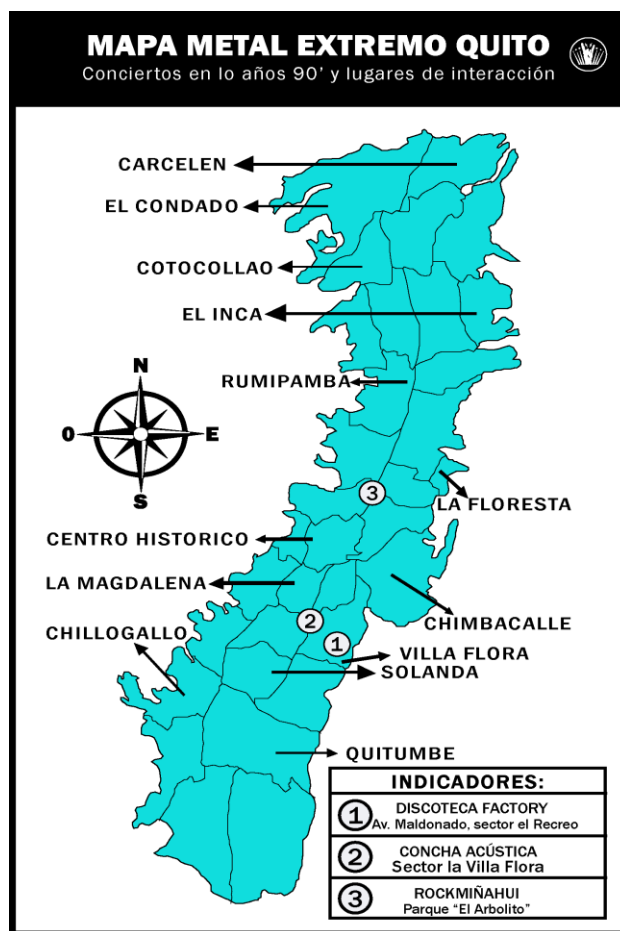 MAPA METAL EXTREMO QUITO
Conciertos en lo años 90' y lugares de interacción
CARCELEN
EL CONDADO
COTOCOLLAO
EL INCA
RUMIPAMBA
N
O
E
S
3
LA FLORESTA
CENTRO HISTORICO
LA MAGDALENA
CHIMBACALLE
2
CHILLOGALLO
1
VILLA FLORA
SOLANDA
QUITUMBE
INDICADORES:
1 DISCOTECA FACTORY
Av. Maldonado, sector el Recreo
2 CONCHA ACÚSTICA
Sector la Villa Flora
3 ROCKMIÑAHUI
Parque "El Arbolito"